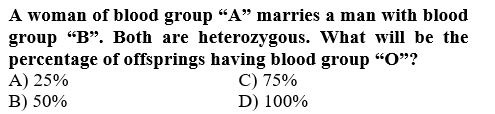 A woman of blood group “A” marries a man with blood
group “B”. Both are heterozygous. What will be the
percentage of offsprings having blood group “O”?
A) 25% C) 75%
B) 50% D) 100%